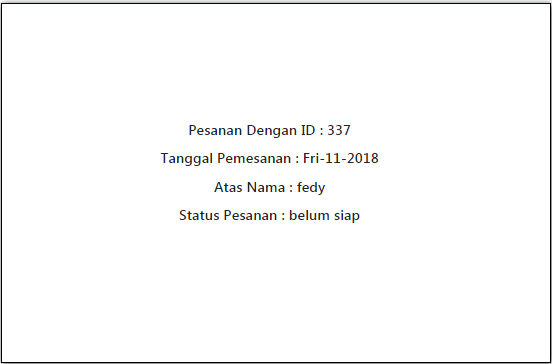 Pesanan Dengan ID : 337
Tanggal Pemesanan : Fri-11-2018
Atas Nama : fedy
Status Pesanan : belum siap